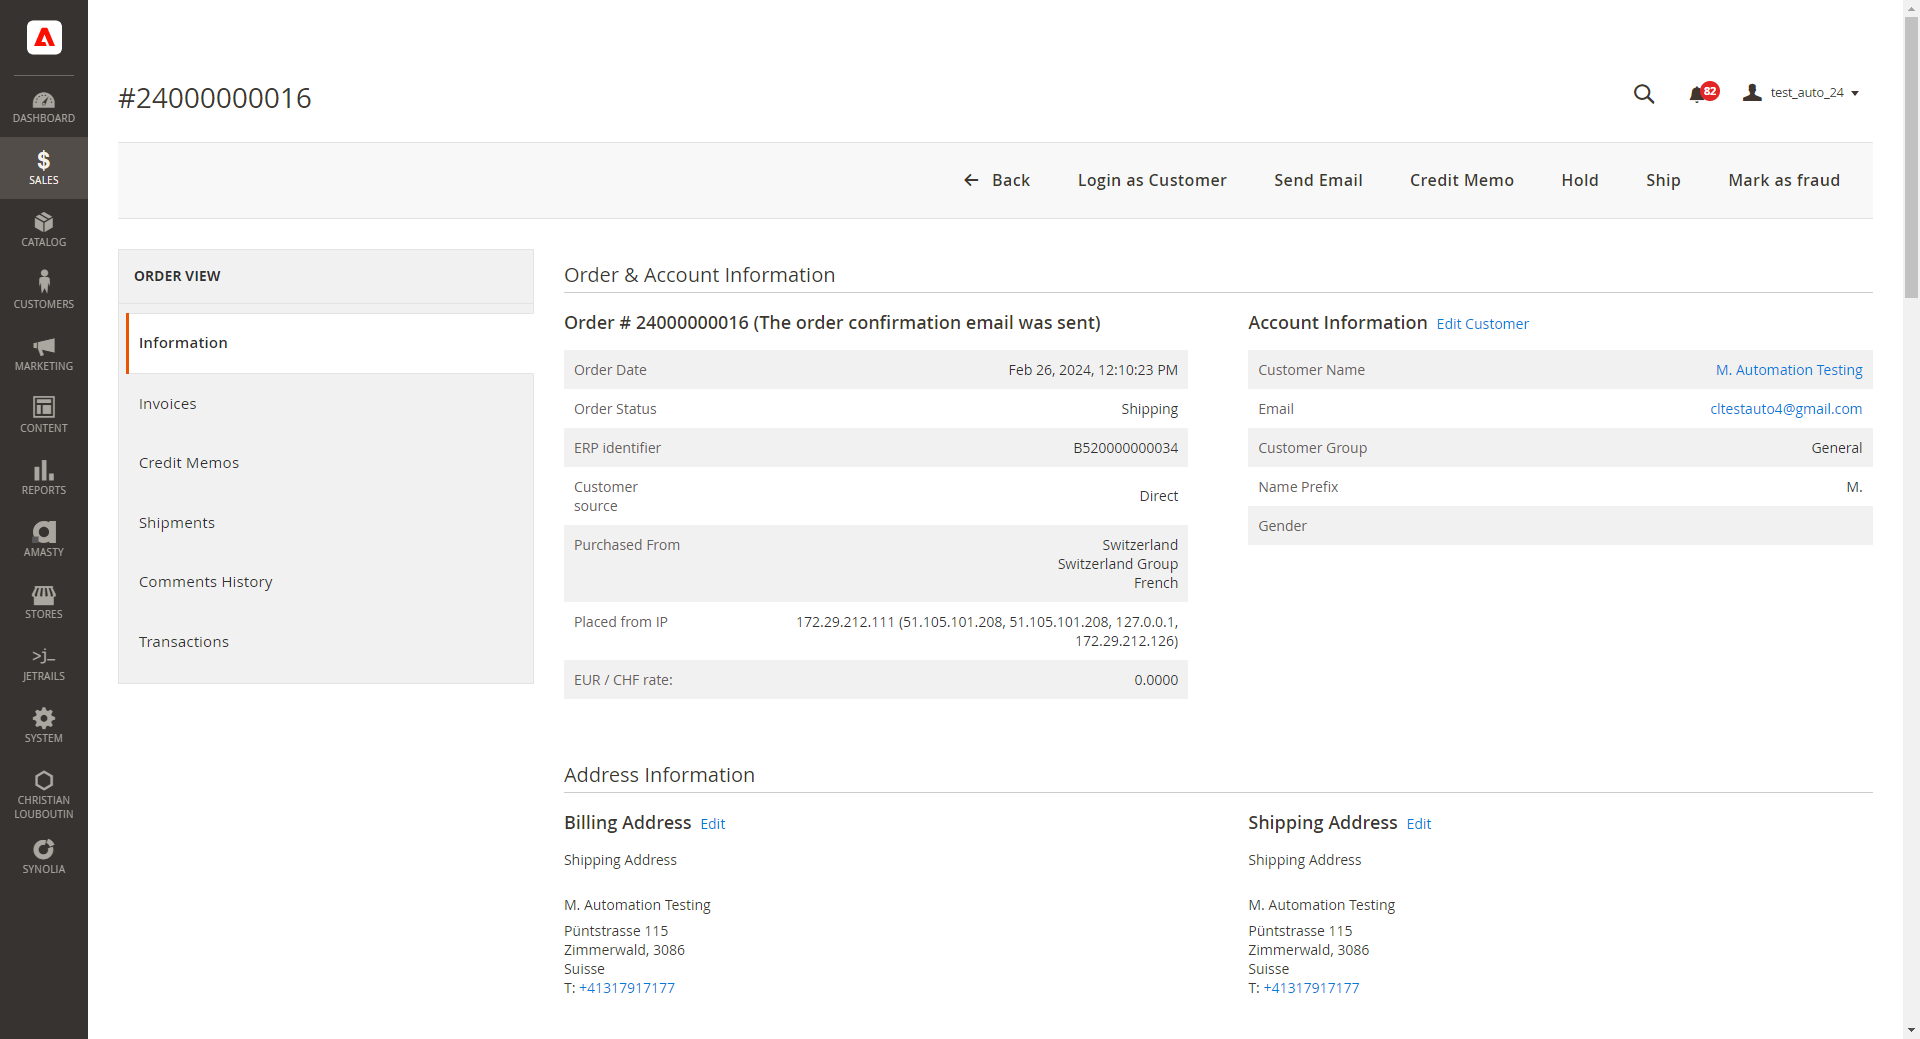 #24000000016
82
test_auto_24
Back
Login as Customer
Send Email
Credit Memo
Hold
Ship
Mark as fraud
DASHBOARD
SALES
CATALOG
CUSTOMERS
MARKETING
CONTENT
REPORTS
AMASTY
STORES
>j_
JETRAILS
SYSTEM
CHRISTIAN
LOUBOUTIN
SYNOLIA
ORDER VIEW
Information
Invoices
Credit Memos
Shipments
Comments History
Transactions
Order & Account Information
Order # 24000000016 (The order confirmation email was sent)
Order Date Feb 26, 2024, 12:10:23 PM
Order Status Shipping
ERP identifier B520000000034
Customer
source
Direct
Purchased From Switzerland
Switzerland Group
French
Placed from IP 172.29.212.111 (51.105.101.208, 51.105.101.208, 127.0.0.1,
172.29.212.126)
EUR / CHF rate: 0.0000
Account Information Edit Customer
Customer Name M. Automation Testing
Email cltestauto4@gmail.com
Customer Group General
Name Prefix M.
Gender
Address Information
Billing Address Edit
Shipping Address
M. Automation Testing
Püntstrasse 115
Zimmerwald, 3086
Suisse
T: +41317917177
Shipping Address Edit
Shipping Address
M. Automation Testing
Püntstrasse 115
Zimmerwald, 3086
Suisse
T: +41317917177